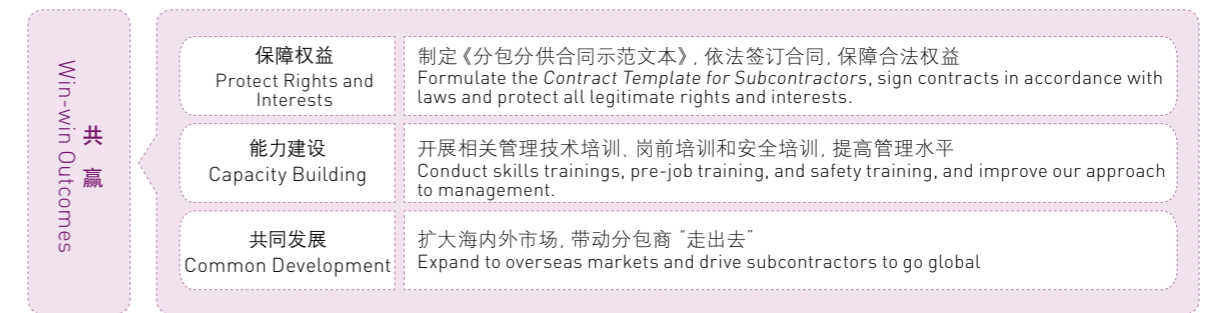 共赢
Win-win Outcomes
保障权益
Protect Rights and
Interests
制定《分包分供合同示范文本》, 依法签订合同, 保障合法权益
Formulate the Contract Template for Subcontractors, sign contracts in accordance with
laws and protect all legitimate rights and interests.
能力建设
Capacity Building
开展相关管理技术培训、岗前培训和安全培训, 提高管理水平
Conduct skills trainings, pre-job training, and safety training, and improve our approach
to management.
共同发展
Common Development
扩大海内外市场, 带动分包商 “走出去”
Expand to overseas markets and drive subcontractors to go global